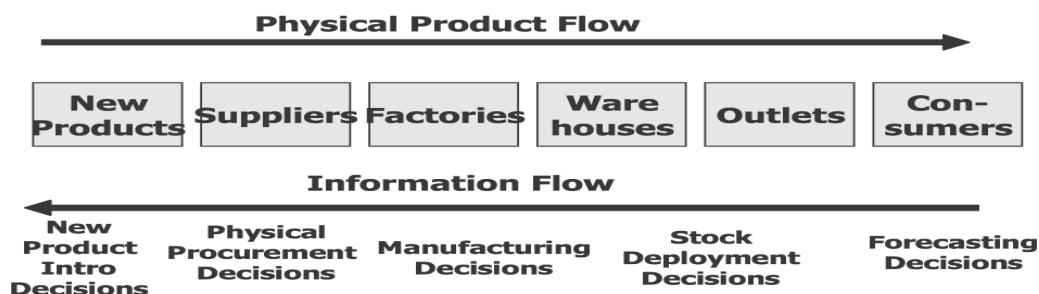 Physical Product Flow
New
Products
Suppliers
Factories
Ware
houses
Outlets
Con-
sumers
Information Flow
New
Product
Intro
Decisions
Physical
Procurement
Decisions
Manufacturing
Decisions
Stock
Deployment
Decisions
Forecasting
Decisions